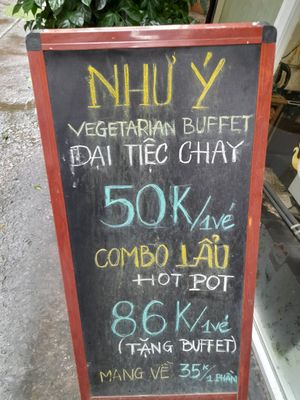 NHƯ Ý
VEGETARIAN BUFFET
ĐẠI TIỆC CHAY
50K/1vé
COMBO LẨU
HOT POT
86K/1vé
(TẶNG BUFFET)
MANG VỀ 35K/1 PHẦN